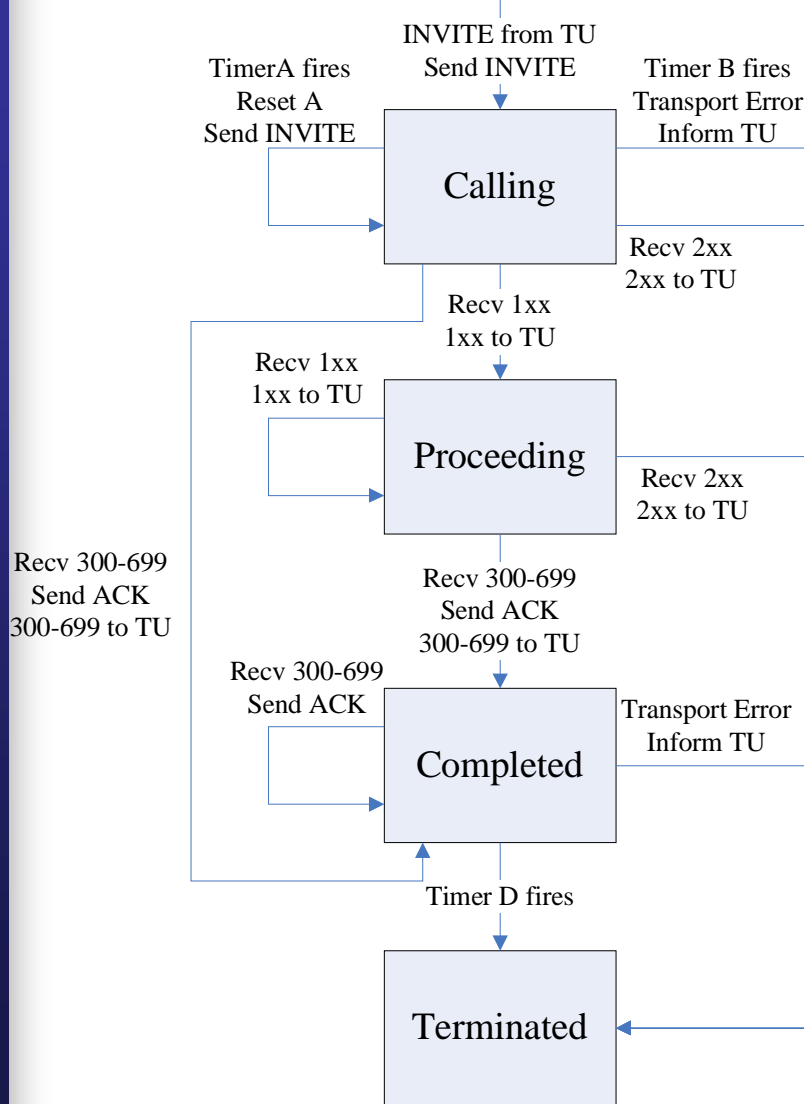 INVITE from TU
Send INVITE
TimerA fires
Reset A
Send INVITE
Timer B fires
Transport Error
Inform TU
Calling
Recv 2xx
2xx to TU
Recv 1xx
1xx to TU
Recv 1xx
1xx to TU
Proceeding
Recv 2xx
2xx to TU
Recv 300-699
Send ACK
300-699 to TU
Recv 300-699
Send ACK
300-699 to TU
Recv 300-699
Send ACK
Transport Error
Inform TU
Completed
Timer D fires
Terminated